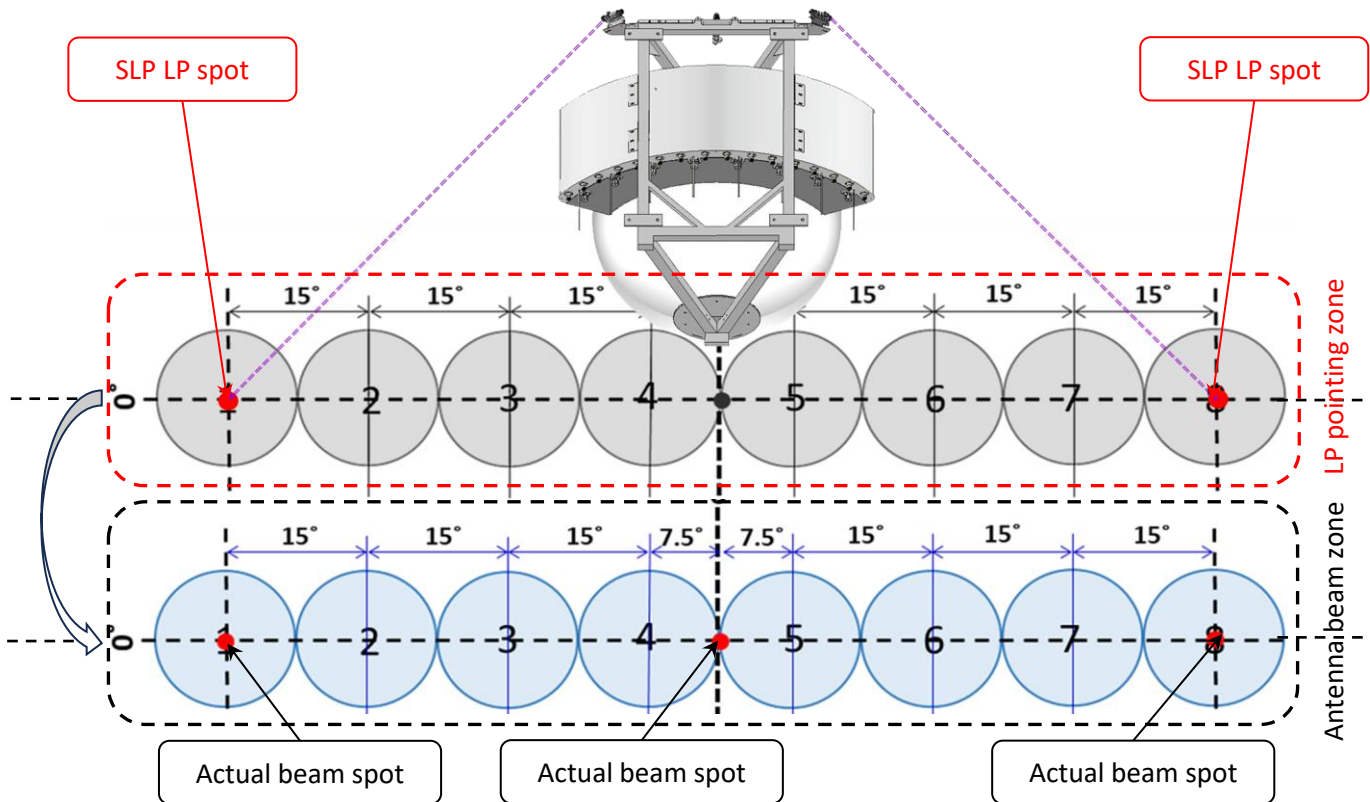 SLP LP spot
SLP LP spot
15° 15° 15° 15° 15° 15°
0° 2 3 4 5 6 7 8
LP pointing zone
15° 15° 15° 7.5° 7.5° 15° 15° 15°
0° 1 2 3 4 5 6 7 8
Antenna beam zone
Actual beam spot
Actual beam spot
Actual beam spot